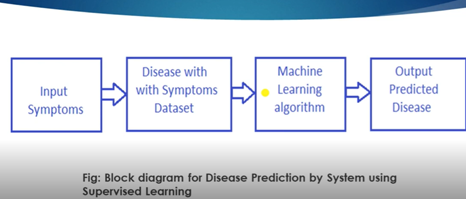 Input
Symptoms
Disease with
with Symptoms
Dataset
Machine
Learning
algorithm
Output
Predicted
Disease
Fig: Block diagram for Disease Prediction by System using
Supervised Learning